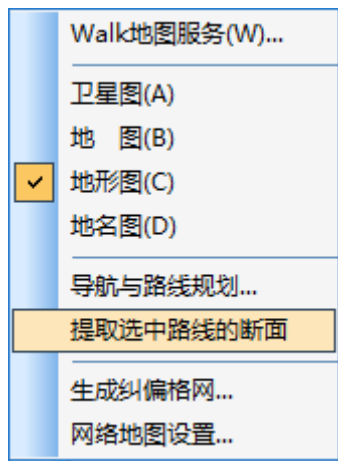 Walk地图服务(W)...
卫星图(A)
地　图(B)
地形图(C)
地名图(D)
导航与路线规划...
提取选中路线的断面
生成纠偏格网...
网络地图设置...